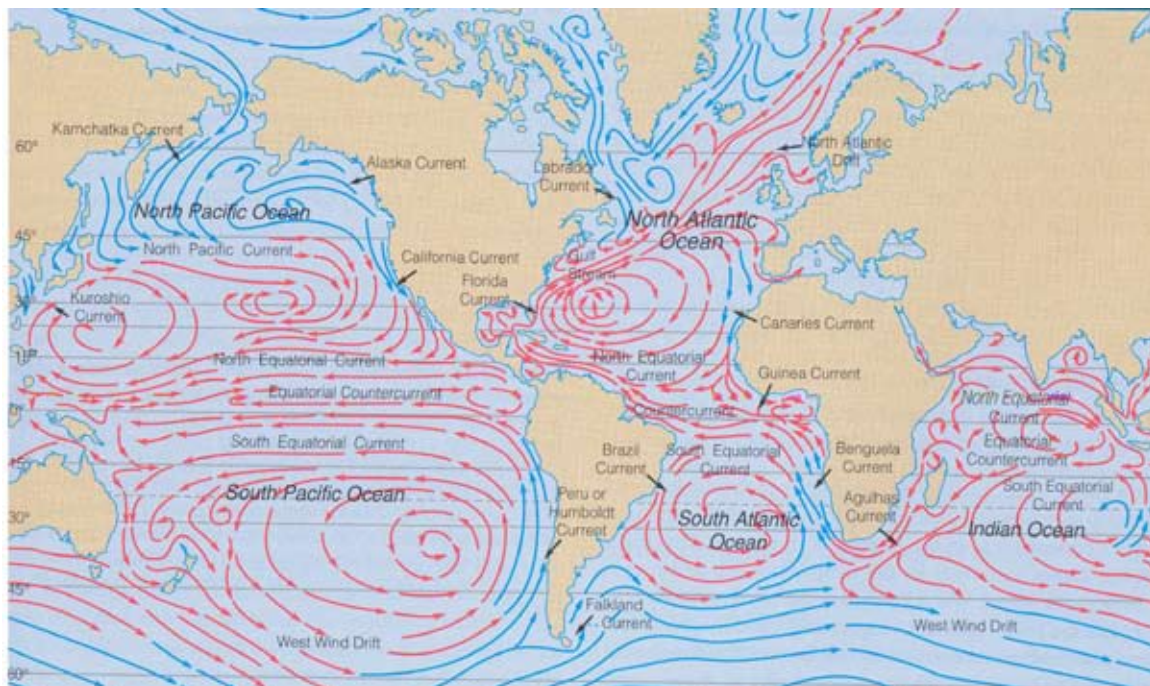 Kamchatka Current
60°
Alaska Current
Labrador
Current
North Atlantic
Drift
North Pacific Ocean
North Atlantic
Ocean
45°
North Pacific Current
California Current
Gulf
Stream
Florida
Current
30°
Kuroshio
Current
Canaries Current
North Equatorial Current
North Equatorial
Current
Guinea Current
Equatorial Countercurrent
Countercurrent
North Equatorial
Current
0°
South Equatorial Current
Brazil
Current
South Equatorial
Current
Benguela
Current
Equatorial
Countercurrent
15°
South Pacific Ocean
Peru or
Humboldt
Current
Agulhas
Current
South Equatorial
Current
South Atlantic
Ocean
Indian Ocean
30°
45°
Falkland
Current
West Wind Drift
West Wind Drift
60°